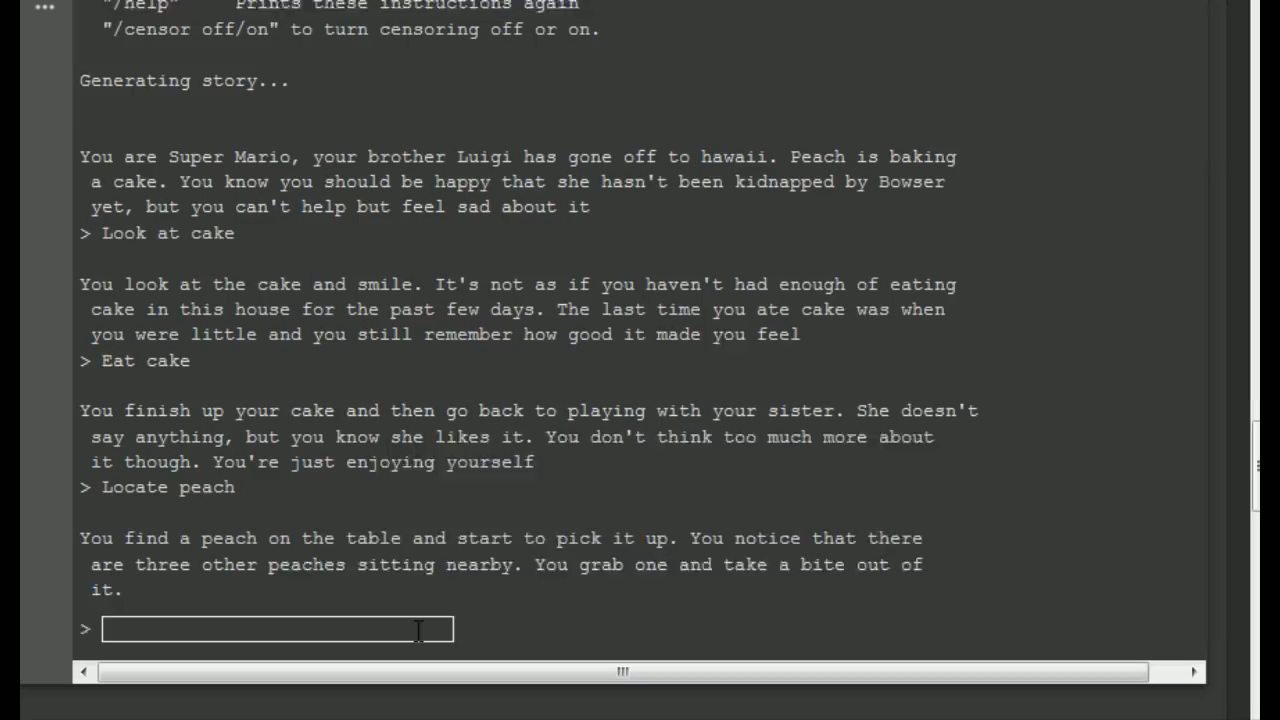 "/help" Prints these instructions again
"/censor off/on" to turn censoring off or on.
Generating story...
You are Super Mario, your brother Luigi has gone off to hawaii. Peach is baking
a cake. You know you should be happy that she hasn't been kidnapped by Bowser
yet, but you can't help but feel sad about it
> Look at cake
You look at the cake and smile. It's not as if you haven't had enough of eating
cake in this house for the past few days. The last time you ate cake was when
you were little and you still remember how good it made you feel
> Eat cake
You finish up your cake and then go back to playing with your sister. She doesn't
say anything, but you know she likes it. You don't think too much more about
it though. You're just enjoying yourself
> Locate peach
You find a peach on the table and start to pick it up. You notice that there
are three other peaches sitting nearby. You grab one and take a bite out of
it.
>